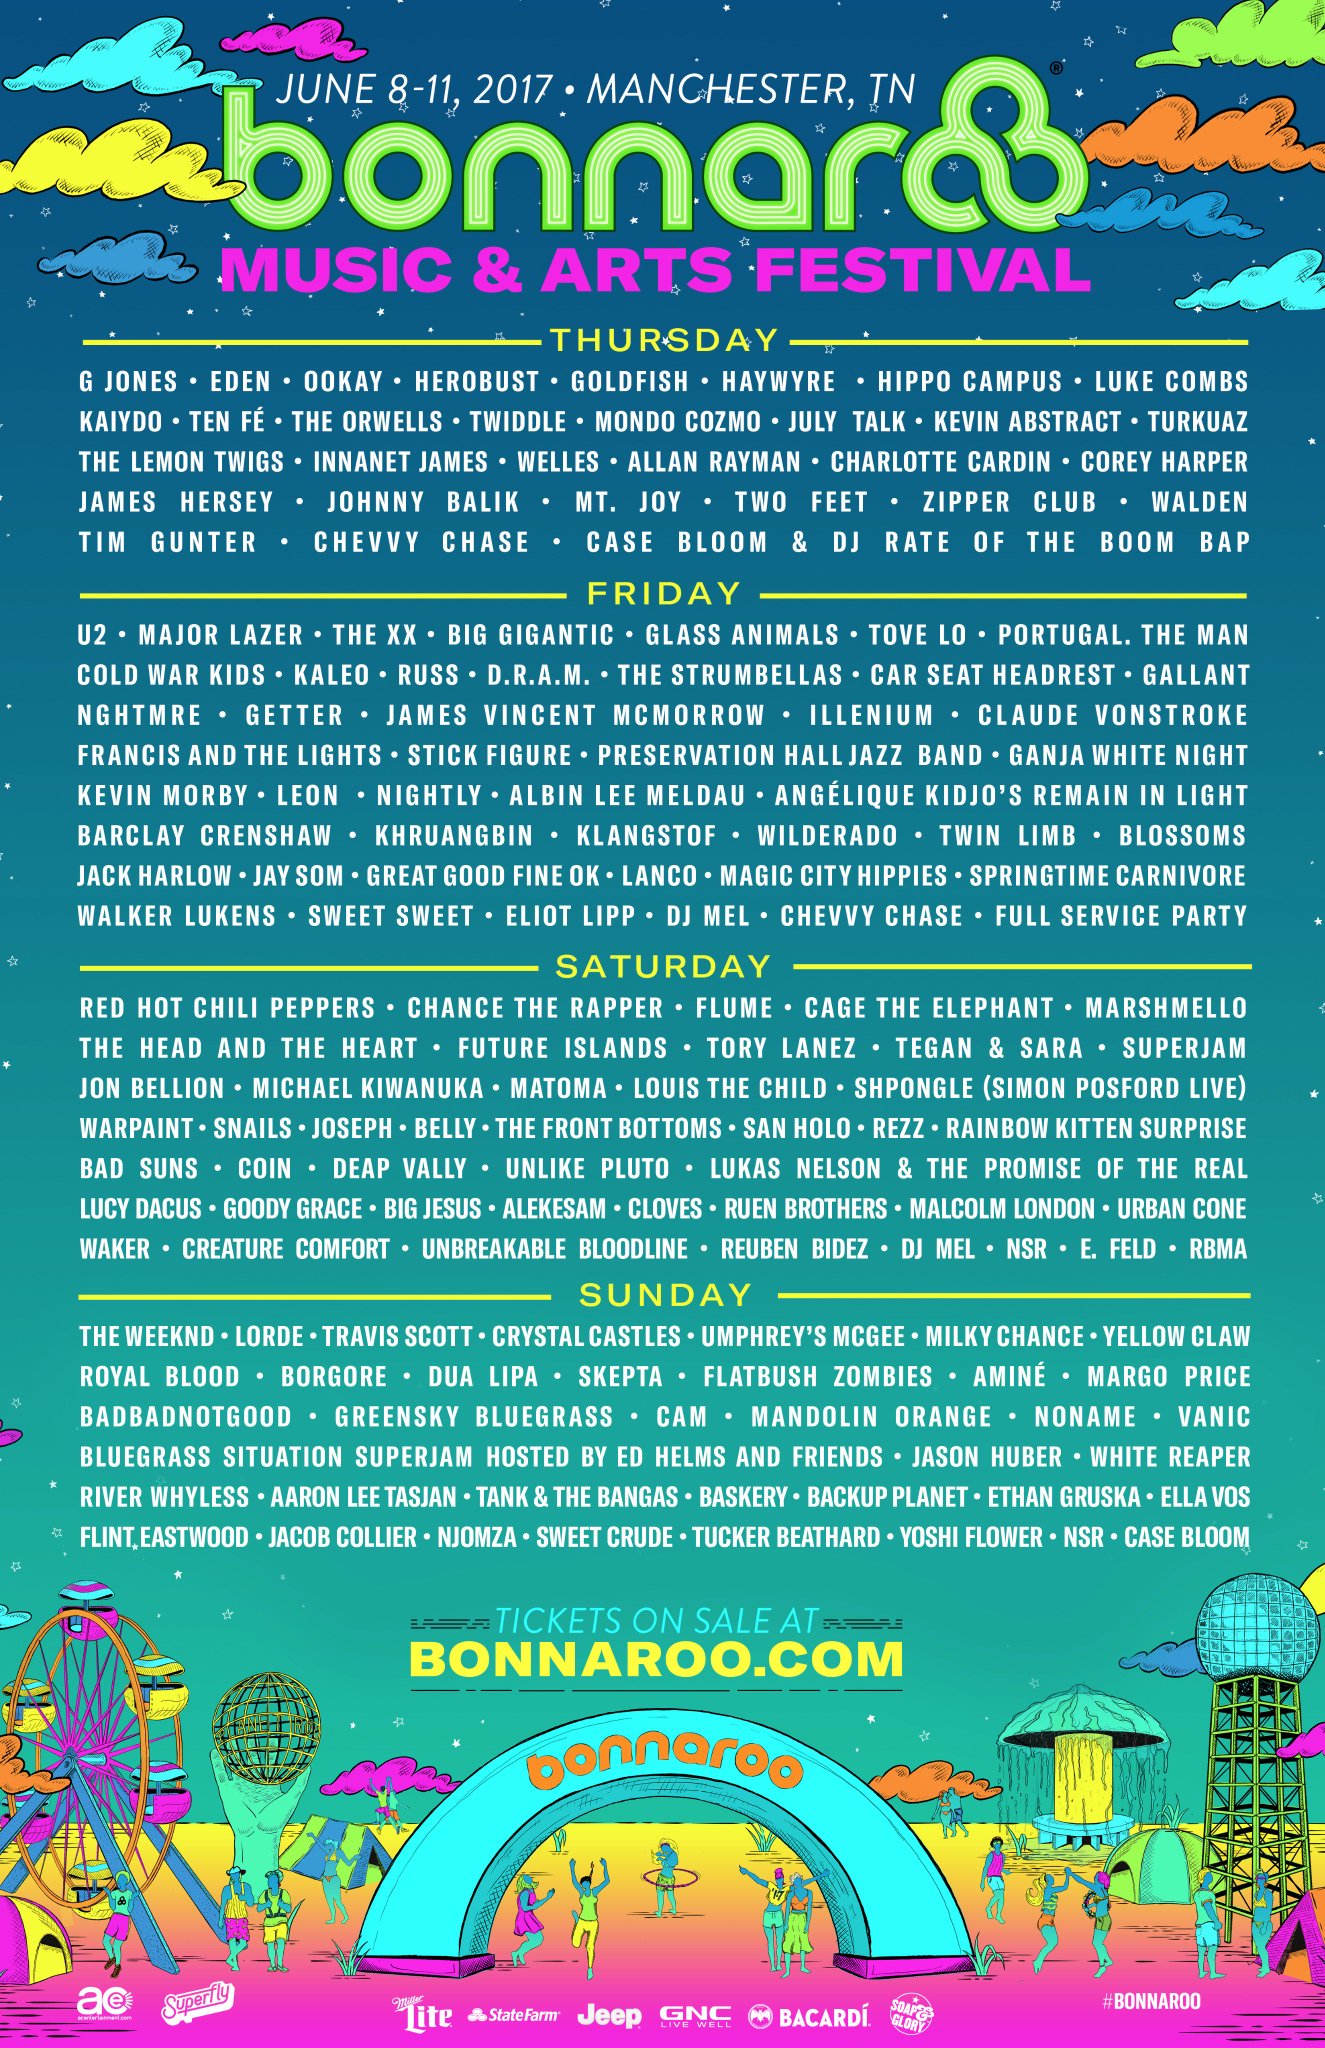 JUNE 8-11, 2017 • MANCHESTER, TN
bonnaroo®
MUSIC & ARTS FESTIVAL
THURSDAY
G JONES • EDEN • OOKAY • HEROBUST • GOLDFISH • HAYWYRE • HIPPO CAMPUS • LUKE COMBS
KAIYDO • TEN FÉ • THE ORWELLS • TWIDDLE • MONDO COZMO • JULY TALK • KEVIN ABSTRACT • TURKUAZ
THE LEMON TWIGS • INNANET JAMES • WELLES • ALLAN RAYMAN • CHARLOTTE CARDIN • COREY HARPER
JAMES HERSEY • JOHNNY BALIK • MT. JOY • TWO FEET • ZIPPER CLUB • WALDEN
TIM GUNTER • CHEVVY CHASE • CASE BLOOM & DJ RATE OF THE BOOM BAP
FRIDAY
U2 • MAJOR LAZER • THE XX • BIG GIGANTIC • GLASS ANIMALS • TOVE LO • PORTUGAL. THE MAN
COLD WAR KIDS • KALEO • RUSS • D.R.A.M. • THE STRUMBELLAS • CAR SEAT HEADREST • GALLANT
NGHTMRE • GETTER • JAMES VINCENT MCMORROW • ILLENIUM • CLAUDE VONSTROKE
FRANCIS AND THE LIGHTS • STICK FIGURE • PRESERVATION HALL JAZZ BAND • GANJA WHITE NIGHT
KEVIN MORBY • LEON • NIGHTLY • ALBIN LEE MELDAU • ANGÉLIQUE KIDJO'S REMAIN IN LIGHT
BARCLAY CRENSHAW • KHRUANGBIN • KLANGSTOF • WILDERADO • TWIN LIMB • BLOSSOMS
JACK HARLOW • JAY SOM • GREAT GOOD FINE OK • LANCO • MAGIC CITY HIPPIES • SPRINGTIME CARNIVORE
WALKER LUKENS • SWEET SWEET • ELIOT LIPP • DJ MEL • CHEVVY CHASE • FULL SERVICE PARTY
SATURDAY
RED HOT CHILI PEPPERS • CHANCE THE RAPPER • FLUME • CAGE THE ELEPHANT • MARSHMELLO
THE HEAD AND THE HEART • FUTURE ISLANDS • TORY LANEZ • TEGAN & SARA • SUPERJAM
JON BELLION • MICHAEL KIWANUKA • MATOMA • LOUIS THE CHILD • SHPONGLE (SIMON POSFORD LIVE)
WARPAINT • SNAILS • JOSEPH • BELLY • THE FRONT BOTTOMS • SAN HOLO • REZZ • RAINBOW KITTEN SURPRISE
BAD SUNS • COIN • DEAP VALLY • UNLIKE PLUTO • LUKAS NELSON & THE PROMISE OF THE REAL
LUCY DACUS • GOODY GRACE • BIG JESUS • ALEKESAM • CLOVES • RUEN BROTHERS • MALCOLM LONDON • URBAN CONE
WAKER • CREATURE COMFORT • UNBREAKABLE BLOODLINE • REUBEN BIDEZ • DJ MEL • NSR • E. FELD • RBMA
SUNDAY
THE WEEKND • LORDE • TRAVIS SCOTT • CRYSTAL CASTLES • UMPHREY'S MCGEE • MILKY CHANCE • YELLOW CLAW
ROYAL BLOOD • BORGORE • DUA LIPA • SKEPTA • FLATBUSH ZOMBIES • AMINÉ • MARGO PRICE
BADBADNOTGOOD • GREENSKY BLUEGRASS • CAM • MANDOLIN ORANGE • NONAME • VANIC
BLUEGRASS SITUATION SUPERJAM HOSTED BY ED HELMS AND FRIENDS • JASON HUBER • WHITE REAPER
RIVER WHYLESS • AARON LEE TASJAN • TANK & THE BANGAS • BASKERY • BACKUP PLANET • ETHAN GRUSKA • ELLA VOS
FLINT EASTWOOD • JACOB COLLIER • NJOMZA • SWEET CRUDE • TUCKER BEATHARD • YOSHI FLOWER • NSR • CASE BLOOM
TICKETS ON SALE AT
BONNAROO.COM
bonnaroo
17
ae acentertainment.com Superfly Miller Lite StateFarm Jeep GNC LIVE WELL BACARDÍ SOAP & GLORY #BONNAROO